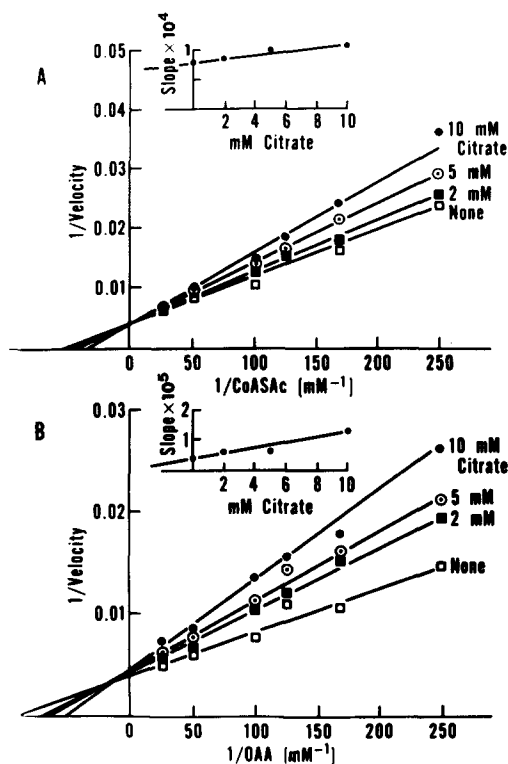 A
0.05
0.04
0.03
0.02
0.01
1/Velocity
Slope × 10⁴
1
2 4 6 8 10
mM Citrate
10 mM
Citrate
5 mM
2 mM
None
0 50 100 150 200 250
1/CoASAc (mM⁻¹)
B
0.03
0.02
0.01
1/Velocity
Slope × 10⁵
2
1
0 2 4 6 8 10
mM Citrate
10 mM
Citrate
5 mM
2 mM
None
0 50 100 150 200 250
1/OAA (mM⁻¹)